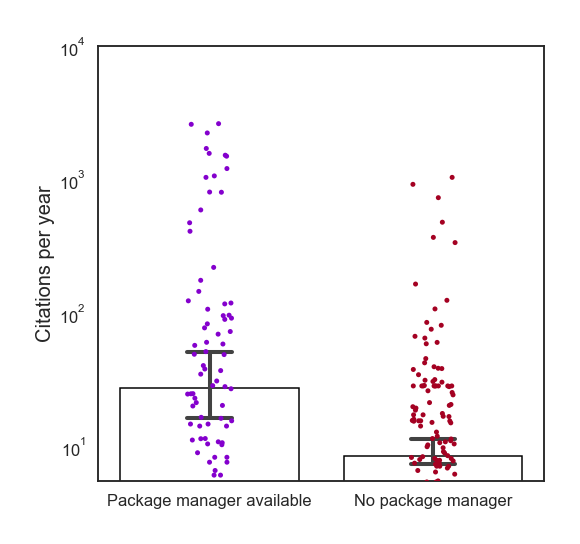 10^4
10^3
10^2
10^1
Citations per year
Package manager available
No package manager